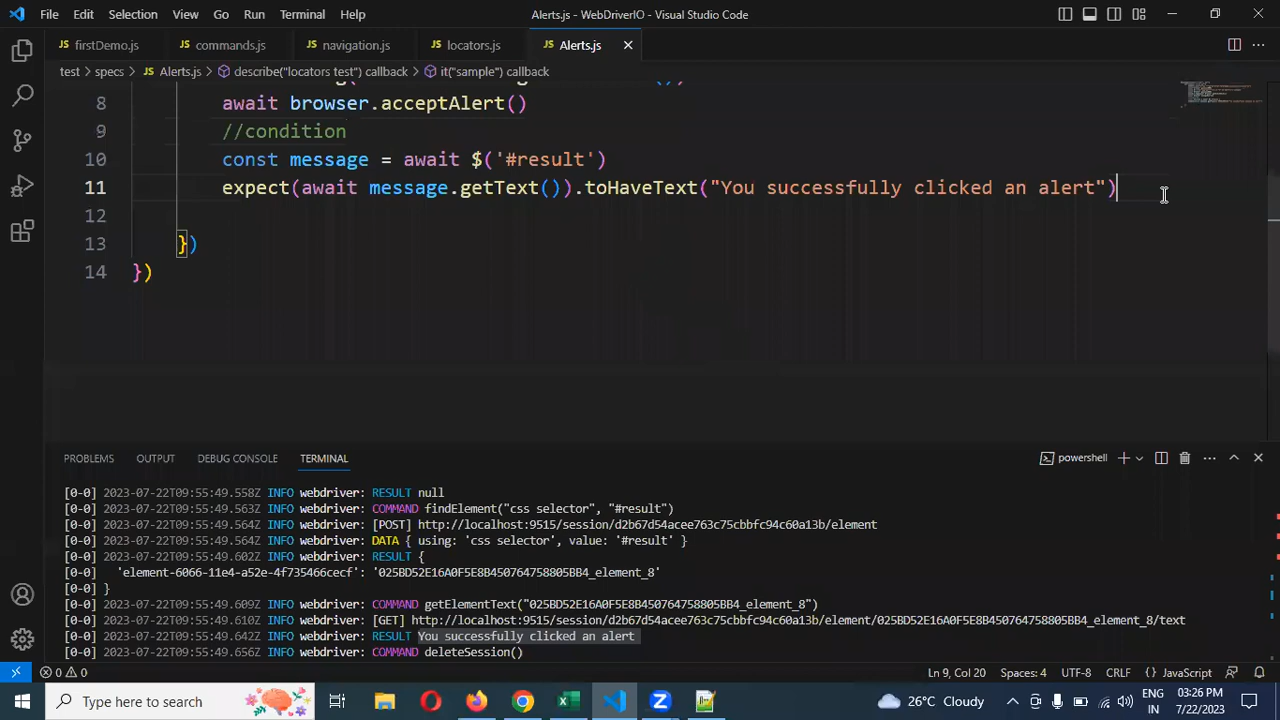 File Edit Selection View Go Run Terminal Help Alerts.js - WebDriverIO - Visual Studio Code
JS firstDemo.js JS commands.js JS navigation.js JS locators.js JS Alerts.js
test > specs > JS Alerts.js > describe("locators test") callback > it("sample") callback
8 await browser.acceptAlert()
9 //condition
10 const message = await $('#result')
11 expect(await message.getText()).toHaveText("You successfully clicked an alert")
12
13 })
14 })
PROBLEMS OUTPUT DEBUG CONSOLE TERMINAL powershell
[0-0] 2023-07-22T09:55:49.558Z INFO webdriver: RESULT null
[0-0] 2023-07-22T09:55:49.563Z INFO webdriver: COMMAND findElement("css selector", "#result")
[0-0] 2023-07-22T09:55:49.564Z INFO webdriver: [POST] http://localhost:9515/session/d2b67d54acee763c75cbbfc94c60a13b/element
[0-0] 2023-07-22T09:55:49.564Z INFO webdriver: DATA { using: 'css selector', value: '#result' }
[0-0] 2023-07-22T09:55:49.602Z INFO webdriver: RESULT {
[0-0] 'element-6066-11e4-a52e-4f735466cecf': '025BD52E16A0F5E8B450764758805BB4_element_8'
[0-0] }
[0-0] 2023-07-22T09:55:49.609Z INFO webdriver: COMMAND getElementText("025BD52E16A0F5E8B450764758805BB4_element_8")
[0-0] 2023-07-22T09:55:49.610Z INFO webdriver: [GET] http://localhost:9515/session/d2b67d54acee763c75cbbfc94c60a13b/element/025BD52E16A0F5E8B450764758805BB4_element_8/text
[0-0] 2023-07-22T09:55:49.642Z INFO webdriver: RESULT You successfully clicked an alert
[0-0] 2023-07-22T09:55:49.656Z INFO webdriver: COMMAND deleteSession()
0 0 Ln 9, Col 20 Spaces: 4 UTF-8 CRLF {} JavaScript
Type here to search 26°C Cloudy ENG IN 03:26 PM 7/22/2023